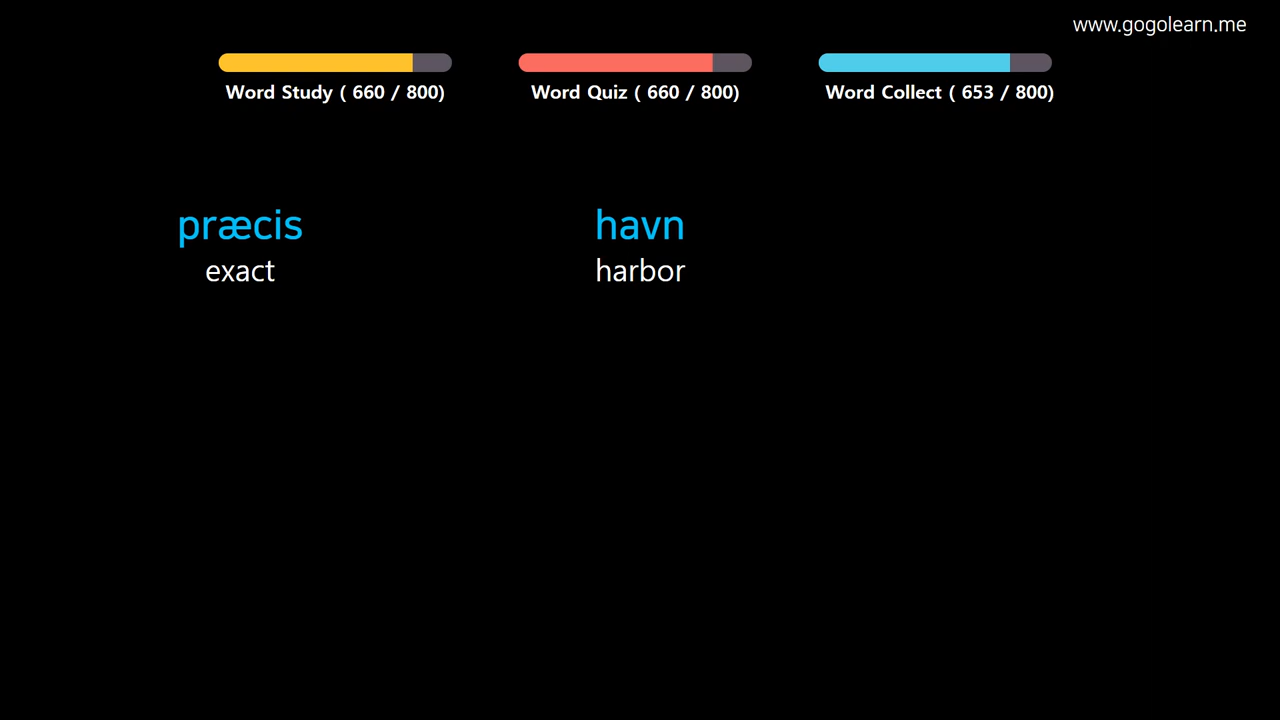 www.gogolearn.me
Word Study ( 660 / 800)
Word Quiz ( 660 / 800)
Word Collect ( 653 / 800)
præcis
exact
havn
harbor